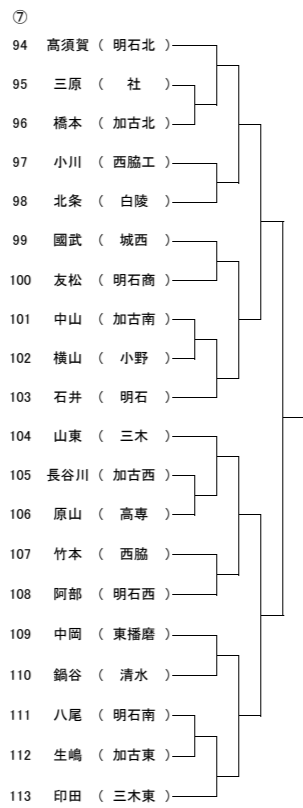 ⑦
94 髙須賀 ( 明石北 )
95 三原 ( 社 )
96 橋本 ( 加古北 )
97 小川 ( 西脇工 )
98 北条 ( 白陵 )
99 國武 ( 城西 )
100 友松 ( 明石商 )
101 中山 ( 加古南 )
102 横山 ( 小野 )
103 石井 ( 明石 )
104 山東 ( 三木 )
105 長谷川 ( 加古西 )
106 原山 ( 高専 )
107 竹本 ( 西脇 )
108 阿部 ( 明石西 )
109 中岡 ( 東播磨 )
110 鍋谷 ( 清水 )
111 八尾 ( 明石南 )
112 生嶋 ( 加古東 )
113 印田 ( 三木東 )